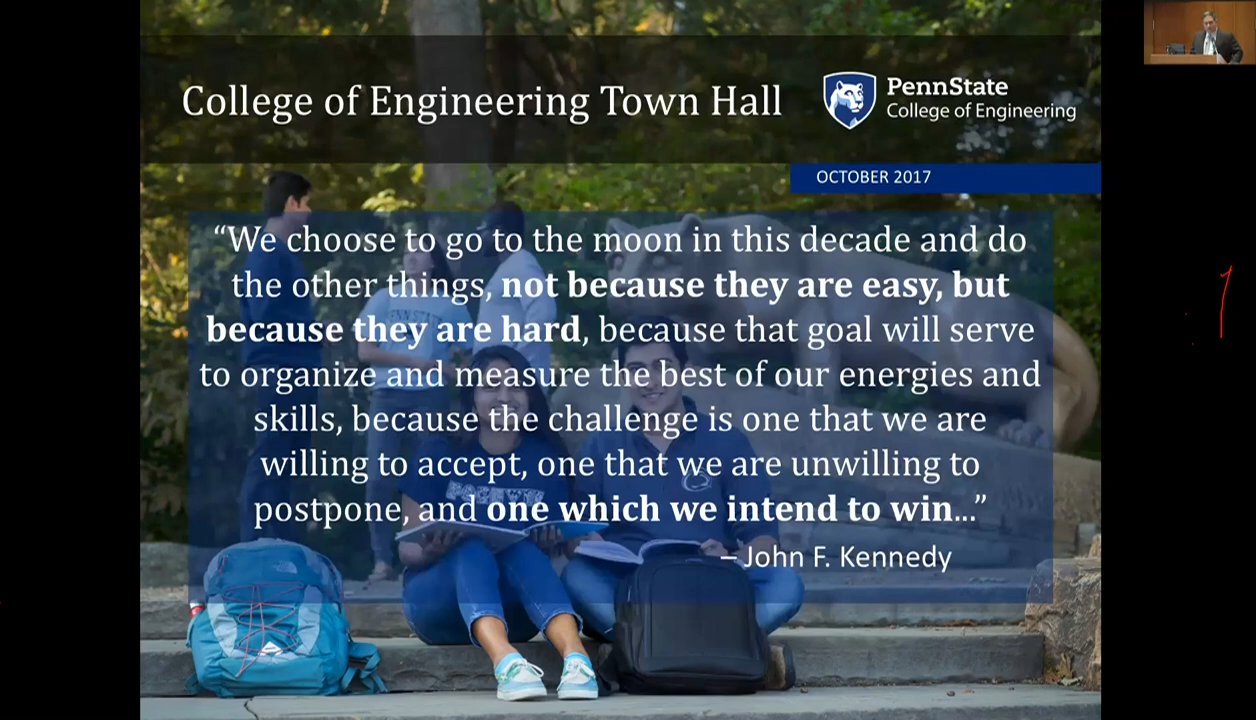 College of Engineering Town Hall
PennState
College of Engineering
OCTOBER 2017
“We choose to go to the moon in this decade and do
the other things, not because they are easy, but
because they are hard, because that goal will serve
to organize and measure the best of our energies and
skills, because the challenge is one that we are
willing to accept, one that we are unwilling to
postpone, and one which we intend to win...”
– John F. Kennedy